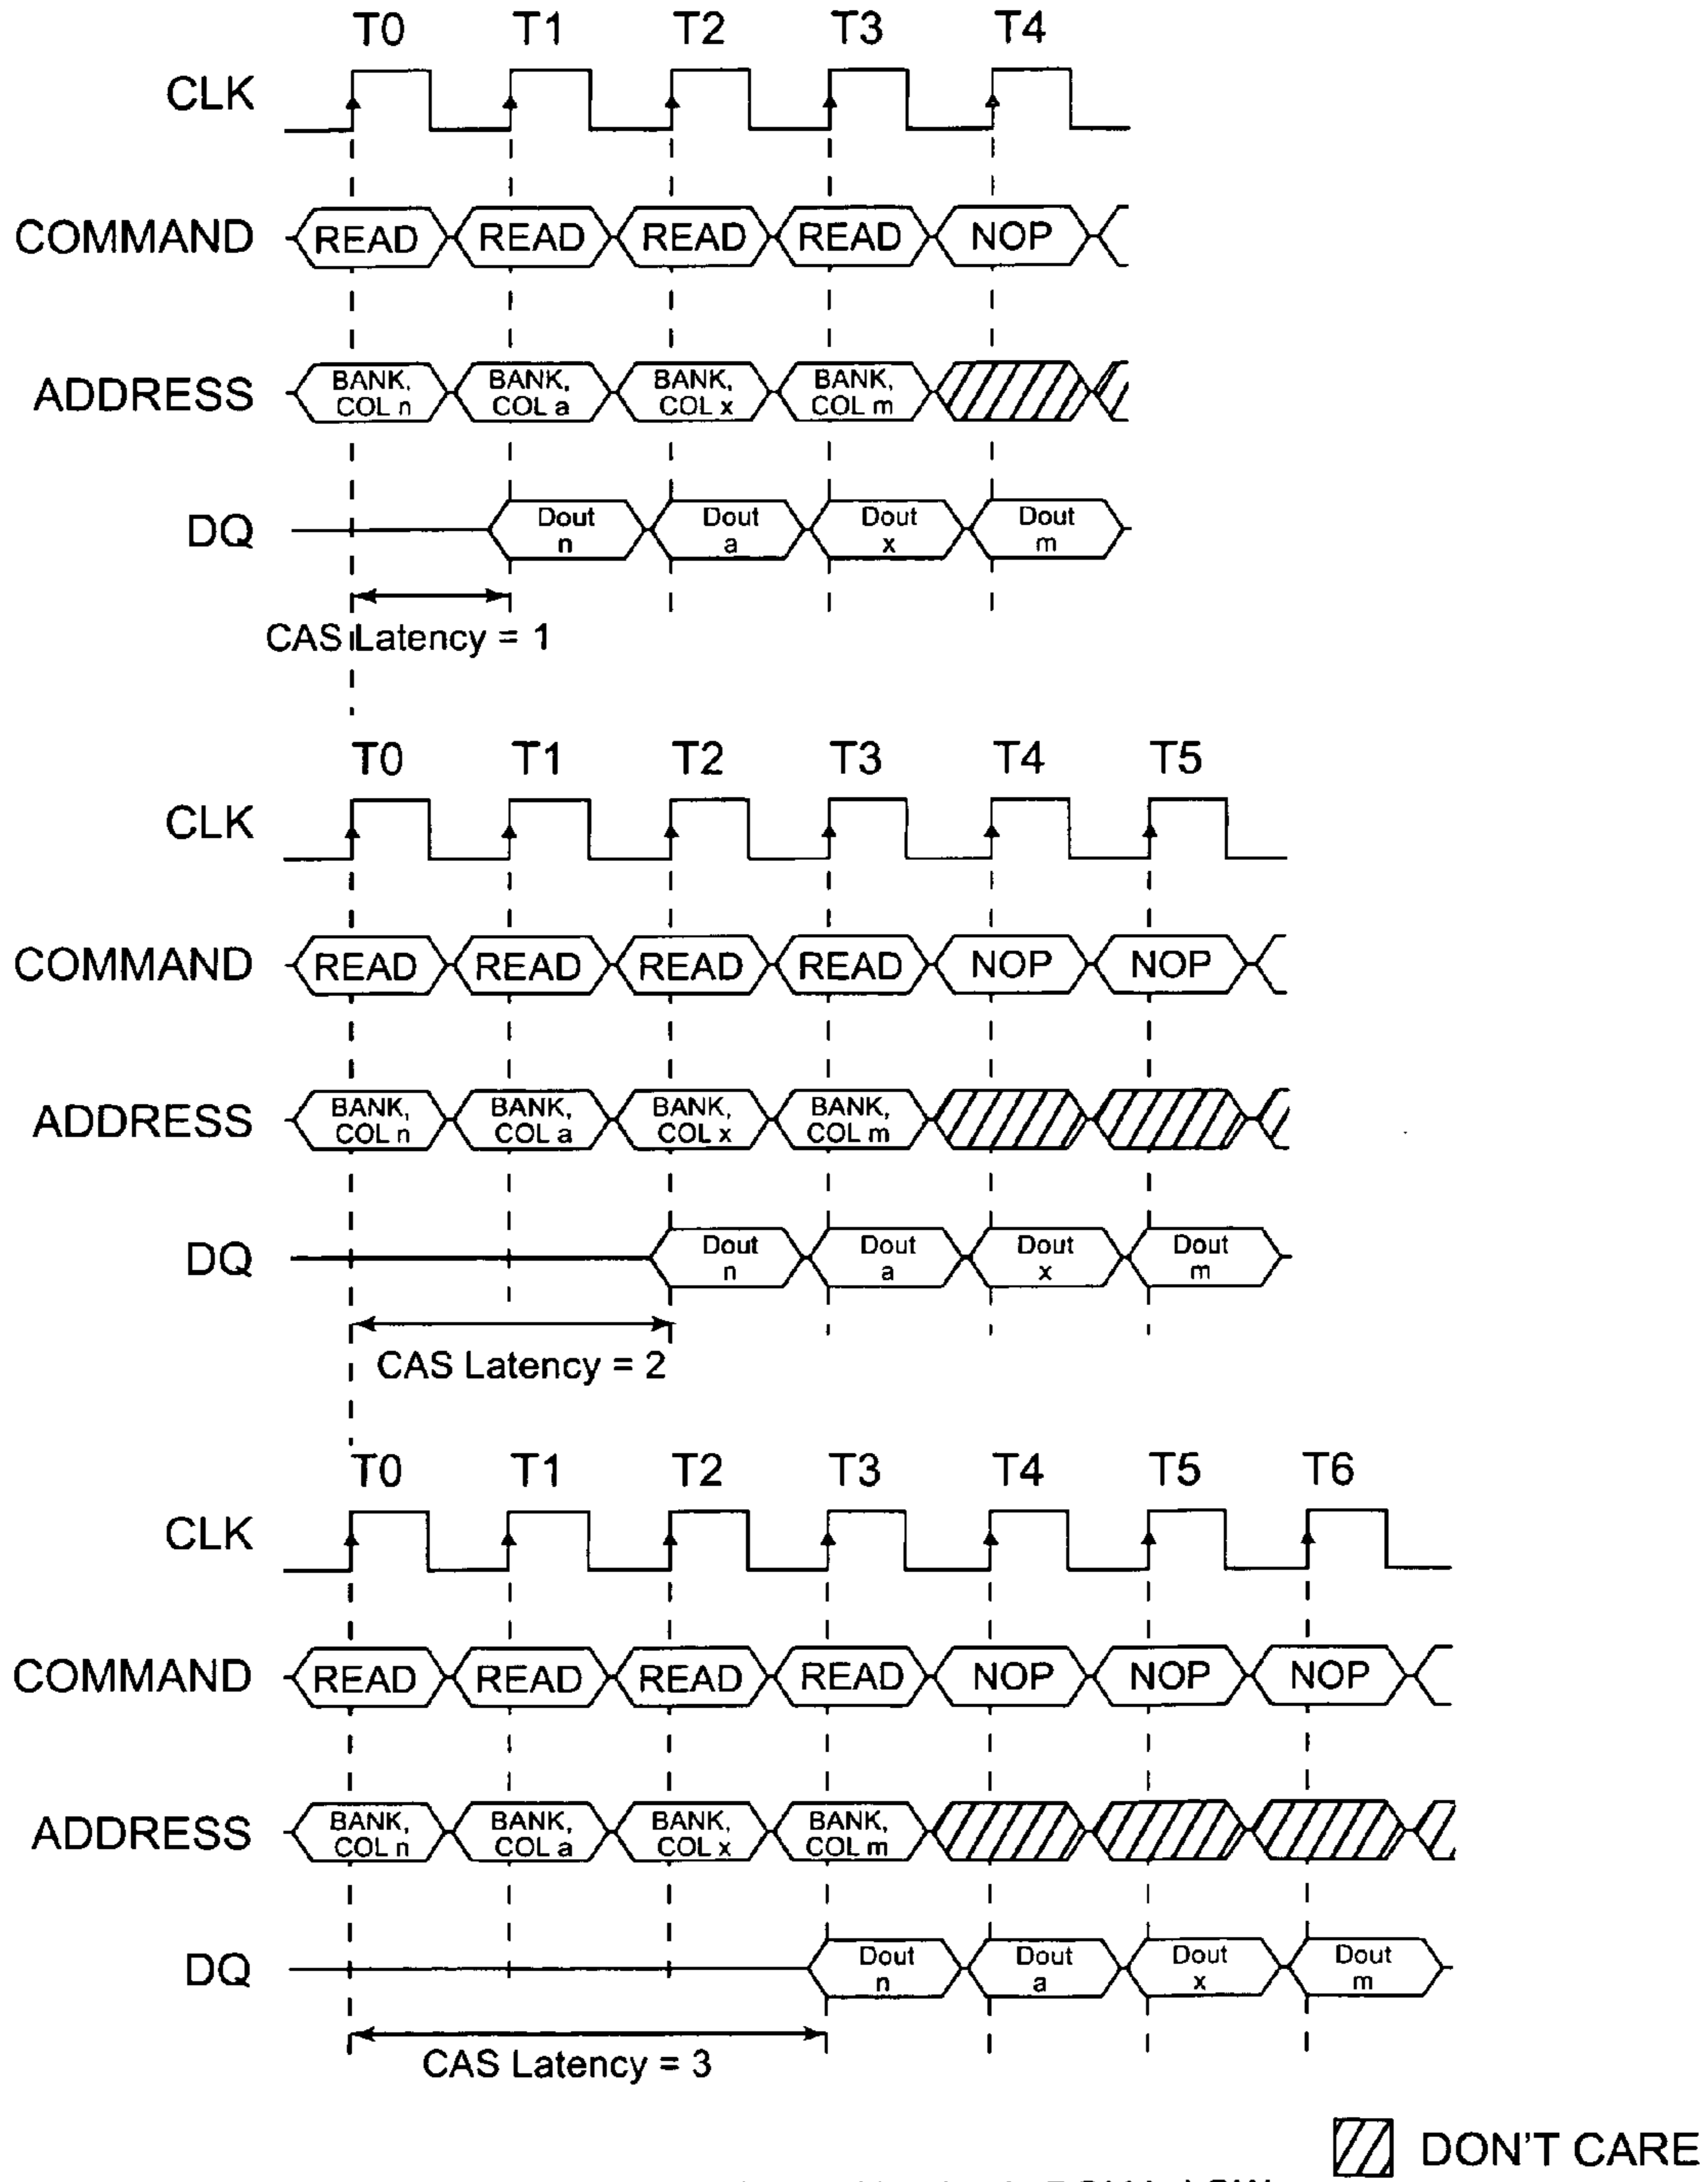 T0 T1 T2 T3 T4
CLK
COMMAND READ READ READ READ NOP
ADDRESS BANK, COL n BANK, COL a BANK, COL x BANK, COL m
DQ Dout n Dout a Dout x Dout m
CAS Latency = 1
T0 T1 T2 T3 T4 T5
CLK
COMMAND READ READ READ READ NOP NOP
ADDRESS BANK, COL n BANK, COL a BANK, COL x BANK, COL m
DQ Dout n Dout a Dout x Dout m
CAS Latency = 2
T0 T1 T2 T3 T4 T5 T6
CLK
COMMAND READ READ READ READ NOP NOP NOP
ADDRESS BANK, COL n BANK, COL a BANK, COL x BANK, COL m
DQ Dout n Dout a Dout x Dout m
CAS Latency = 3
DON'T CARE